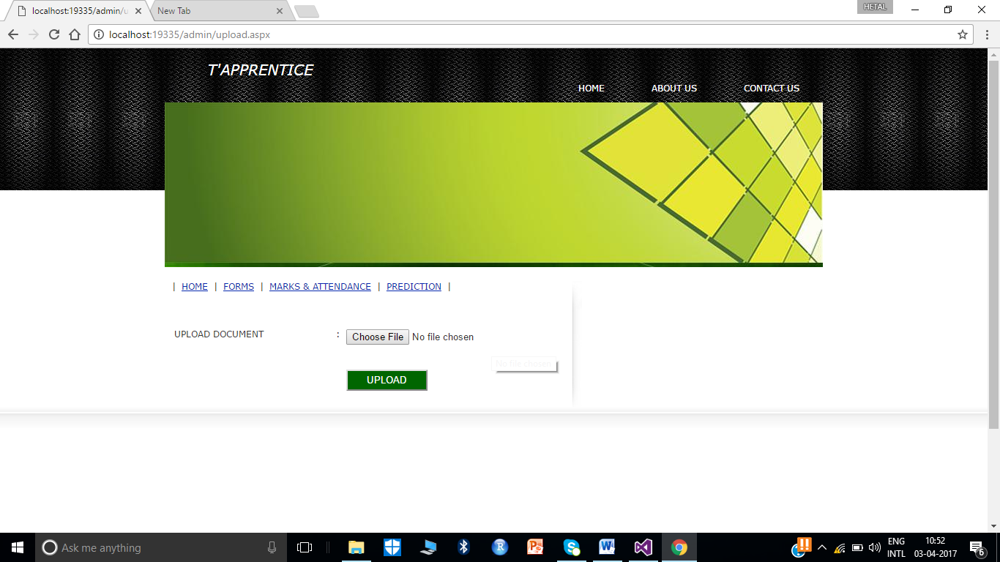 localhost:19335/admin/u
New Tab
HETAL
localhost:19335/admin/upload.aspx
T'APPRENTICE
HOME ABOUT US CONTACT US
| HOME | FORMS | MARKS & ATTENDANCE | PREDICTION |
UPLOAD DOCUMENT : Choose File No file chosen
No file chosen
UPLOAD
Ask me anything
ENG
INTL
10:52
03-04-2017
6